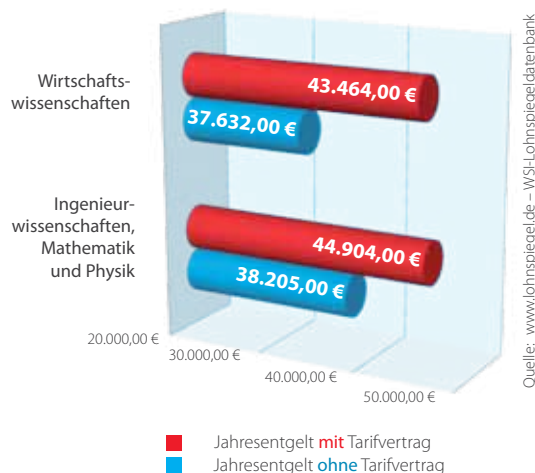 Wirtschafts-
wissenschaften
43.464,00 €
37.632,00 €
Ingenieur-
wissenschaften,
Mathematik
und Physik
44.904,00 €
38.205,00 €
20.000,00 €
30.000,00 €
40.000,00 €
50.000,00 €
Jahresentgelt mit Tarifvertrag
Jahresentgelt ohne Tarifvertrag
Quelle: www.lohnspiegel.de – WSI-Lohnspiegeldatenbank